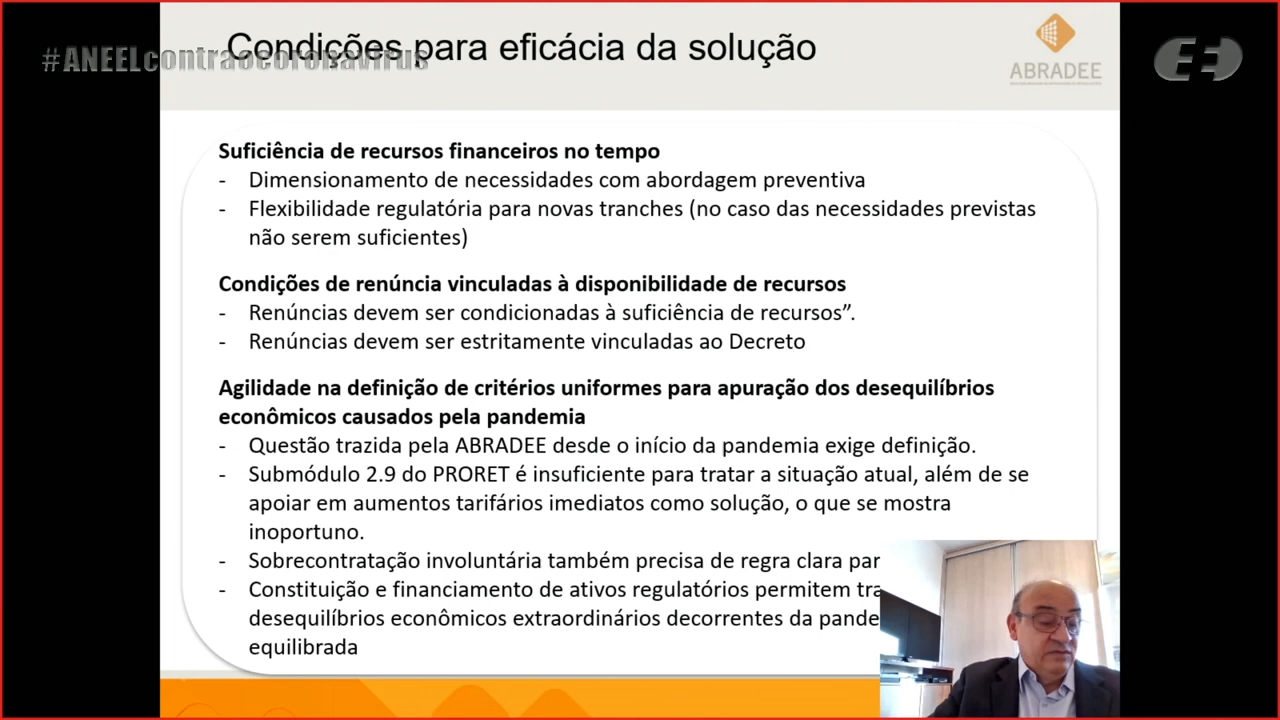 Condições para eficácia da solução
#ANEELcontraocoronavirus
ABRADEE
Suficiência de recursos financeiros no tempo
- Dimensionamento de necessidades com abordagem preventiva
- Flexibilidade regulatória para novas tranches (no caso das necessidades previstas
não serem suficientes)
Condições de renúncia vinculadas à disponibilidade de recursos
- Renúncias devem ser condicionadas à suficiência de recursos”.
- Renúncias devem ser estritamente vinculadas ao Decreto
Agilidade na definição de critérios uniformes para apuração dos desequilíbrios
econômicos causados pela pandemia
- Questão trazida pela ABRADEE desde o início da pandemia exige definição.
- Submódulo 2.9 do PRORET é insuficiente para tratar a situação atual, além de se
apoiar em aumentos tarifários imediatos como solução, o que se mostra
inoportuno.
- Sobrecontratação involuntária também precisa de regra clara par
- Constituição e financiamento de ativos regulatórios permitem tra
desequilíbrios econômicos extraordinários decorrentes da pande
equilibrada